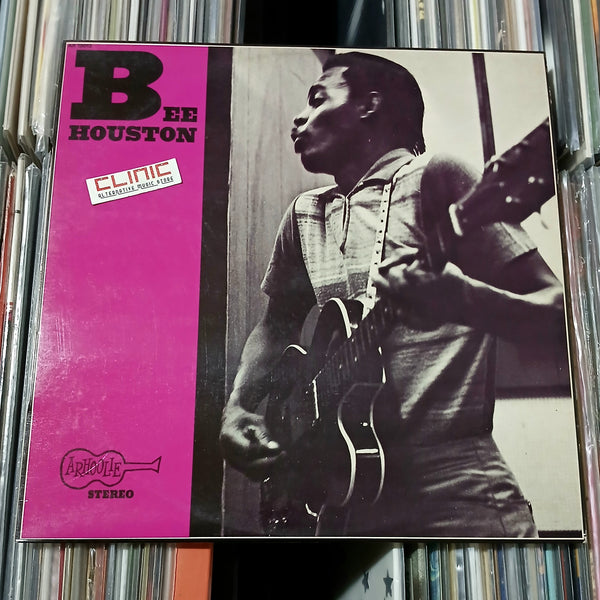 BEE
HOUSTON
CLINIC
ALTERNATIVE MUSIC STORE
ARHOOLIE
STEREO